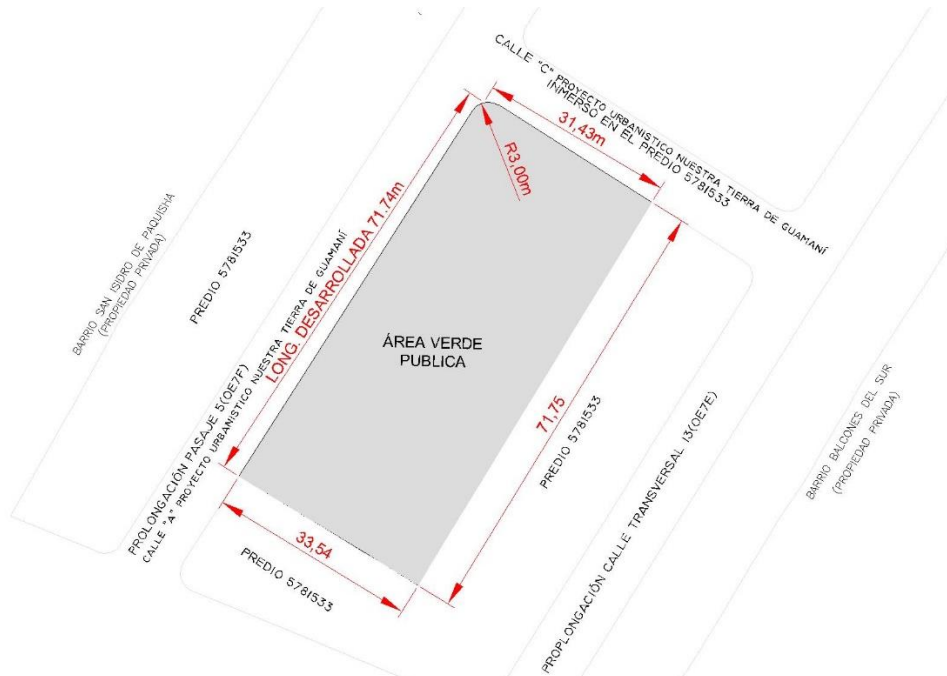 CALLE "C" PROYECTO URBANISTICO NUESTRA TIERRA DE GUAMANÍ
INMERSO EN EL PREDIO 5781533
31,43m
R3,00m
LONG. DESARROLLADA 71.74m
BARRIO SAN ISIDRO DE PAQUISHA
(PROPIEDAD PRIVADA)
PREDIO 5781533
PROLONGACIÓN PASAJE 5(OE7F)
CALLE "A" PROYECTO URBANISTICO NUESTRA TIERRA DE GUAMANÍ
ÁREA VERDE
PUBLICA
71,75
PREDIO 5781533
33,54
PREDIO 5781533
PROPLONGACIÓN CALLE TRANSVERSAL 13(OE7E)
BARRIO BALCONES DEL SUR
(PROPIEDAD PRIVADA)